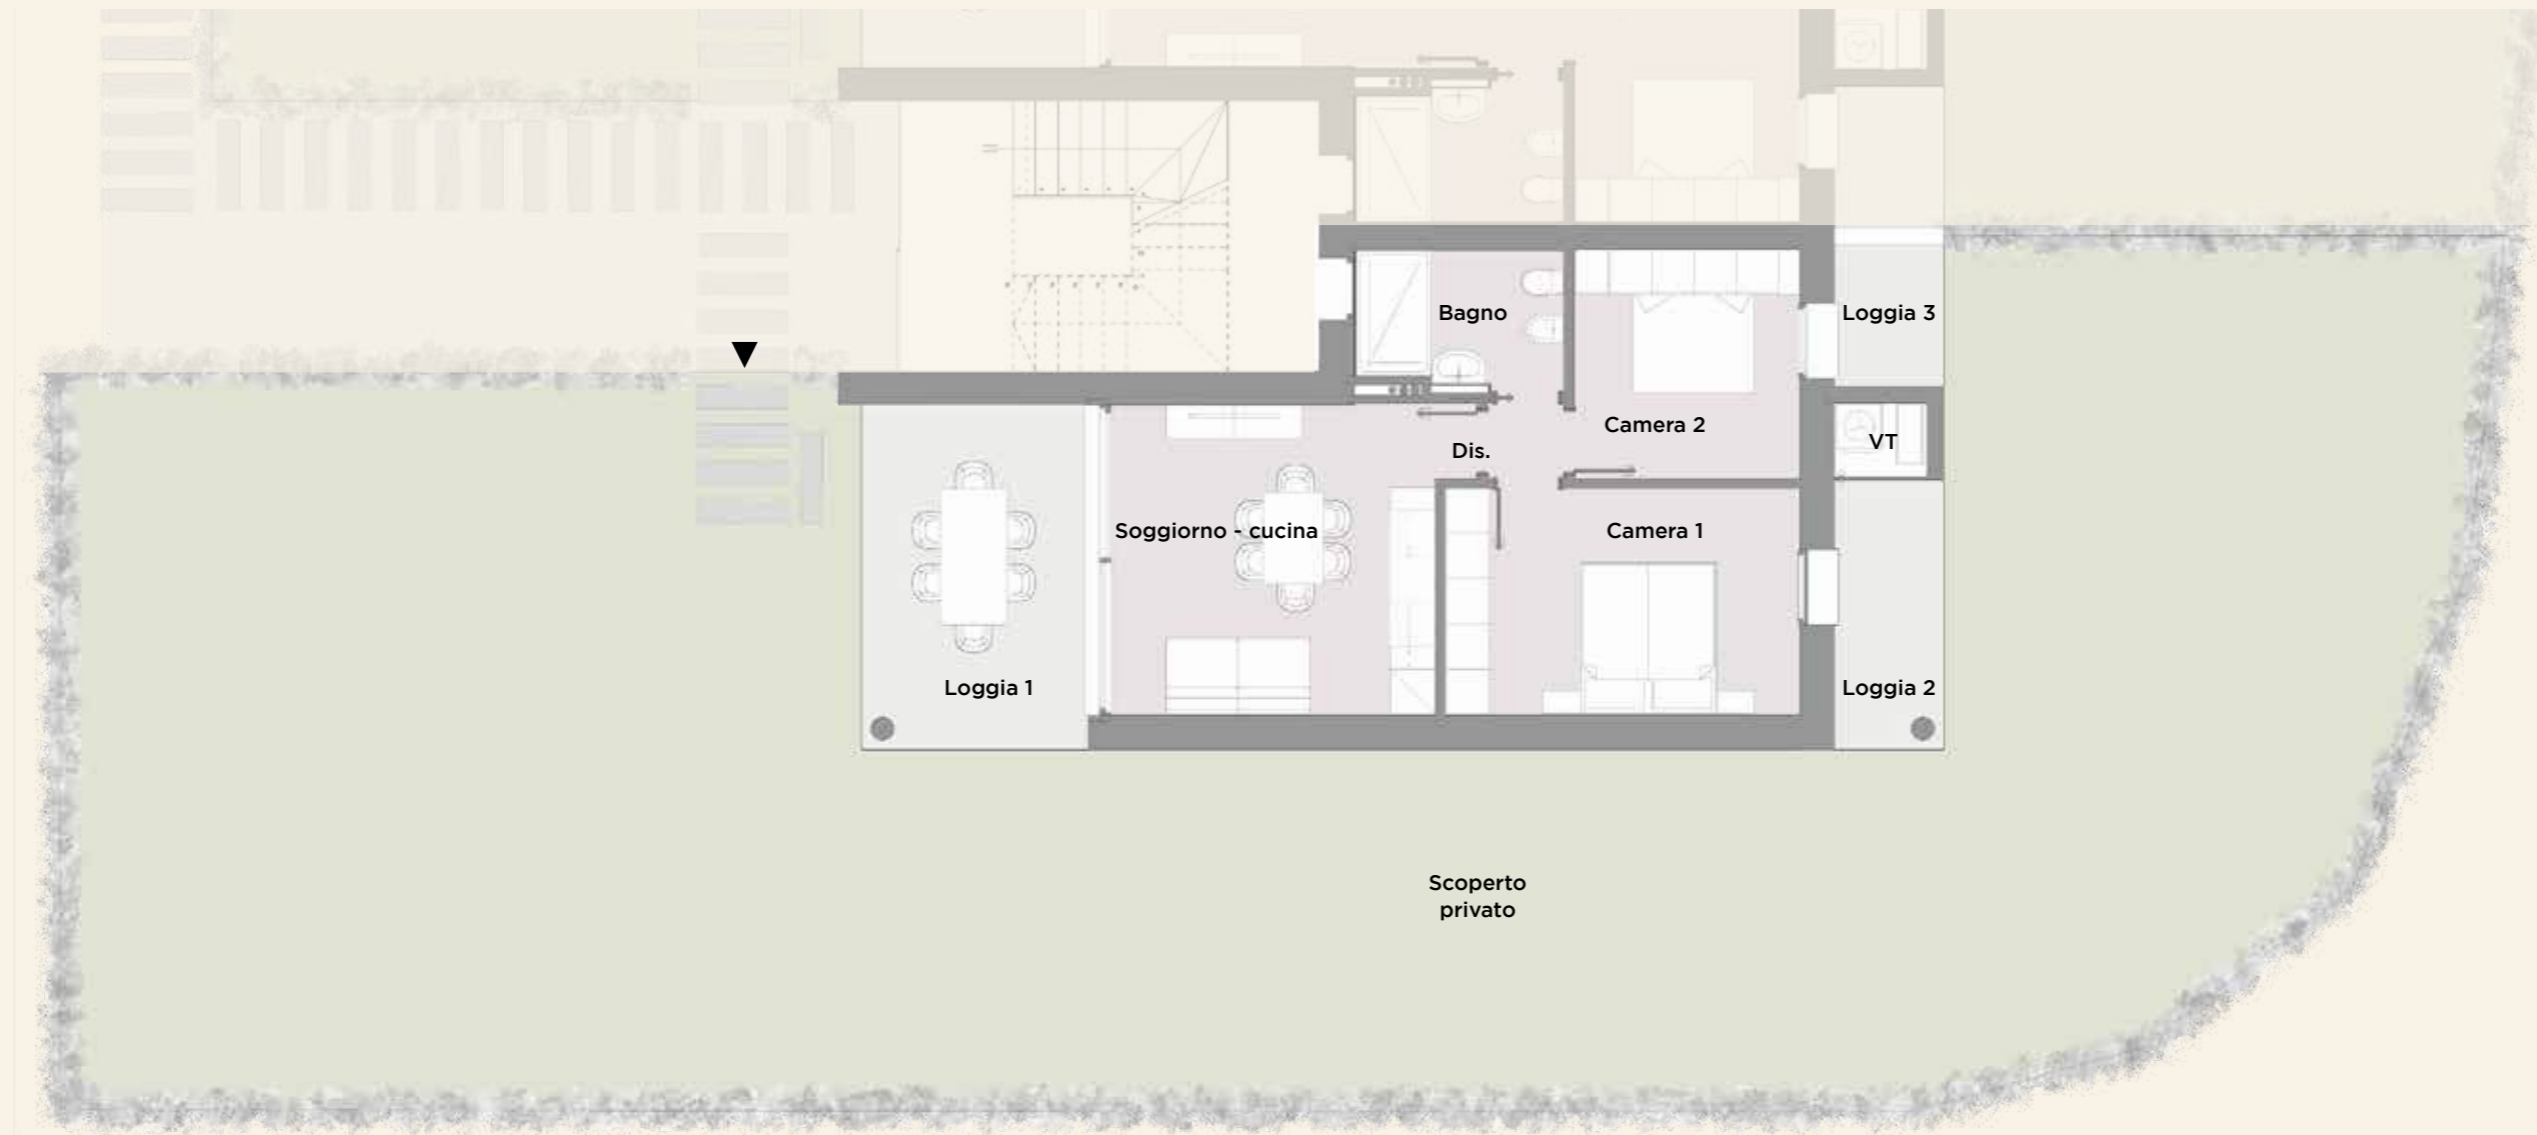 Bagno
Loggia 3
Camera 2
Dis.
VT
Soggiorno - cucina
Camera 1
Loggia 1
Loggia 2
Scoperto
privato